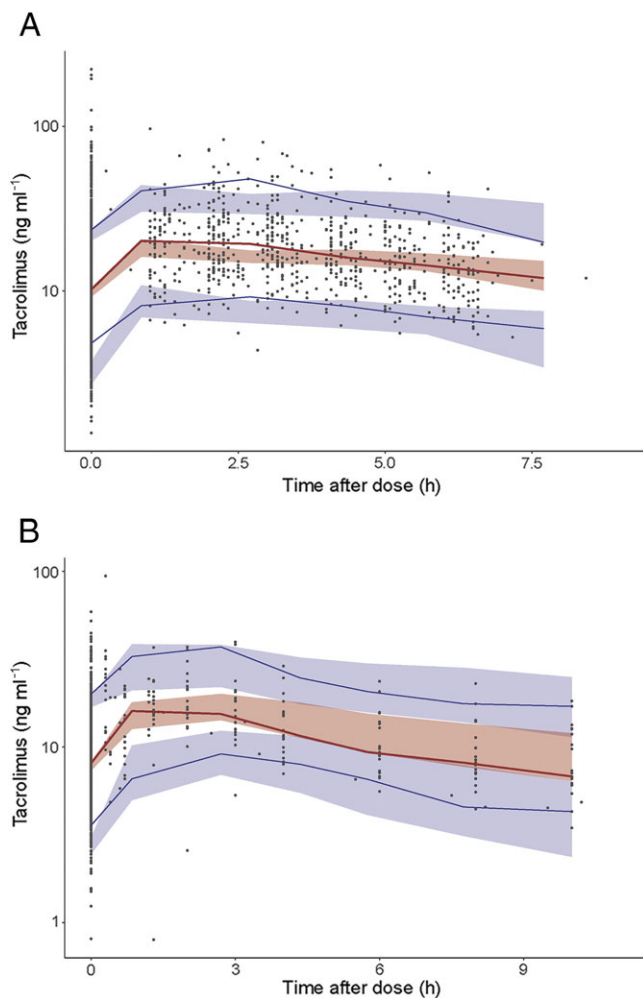 A
Tacrolimus (ng ml⁻¹)
100
10
0.0 2.5 5.0 7.5
Time after dose (h)
B
Tacrolimus (ng ml⁻¹)
100
10
1
0 3 6 9
Time after dose (h)